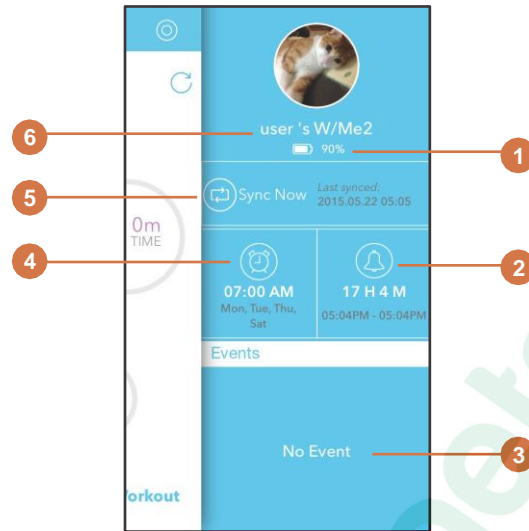 user 's W/Me2
90%
6
1
5
Sync Now
Last synced:
2015.05.22 05:05
0m
TIME
4
2
07:00 AM
Mon, Tue, Thu,
Sat
17 H 4 M
05:04PM - 05:04PM
Events
No Event
3